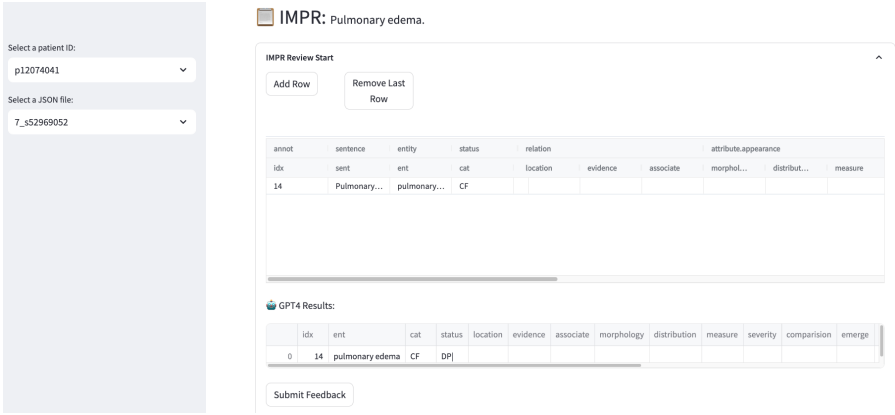 IMPR: Pulmonary edema.
Select a patient ID:
p12074041
Select a JSON file:
7_s52969052
IMPR Review Start
Add Row
Remove Last
Row
annot sentence entity status relation attribute.appearance
idx sent ent cat location evidence associate morphol... distribut... measure
14 Pulmonary... pulmonary... CF
GPT4 Results:
idx ent cat status location evidence associate morphology distribution measure severity comparision emerge
0 14 pulmonary edema CF DP|
Submit Feedback